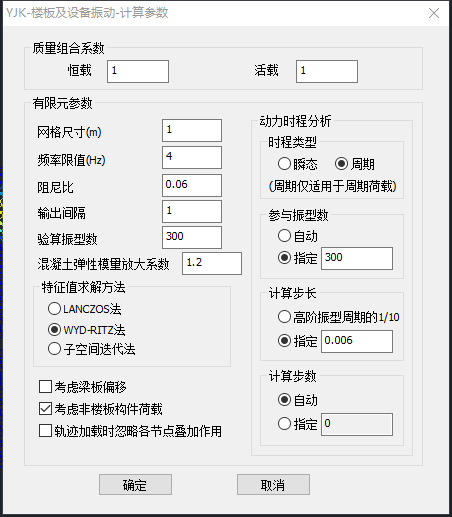 YJK-楼板及设备振动-计算参数
质量组合系数
恒载 1 活载 1
有限元参数
网格尺寸(m) 1
频率限值(Hz) 4
阻尼比 0.06
输出间隔 1
验算振型数 300
混凝土弹性模量放大系数 1.2
特征值求解方法
LANCZOS法
WYD-RITZ法
子空间迭代法
考虑梁板偏移
考虑非楼板构件荷载
轨迹加载时忽略各节点叠加作用
动力时程分析
时程类型
瞬态 周期
(周期仅适用于周期荷载)
参与振型数
自动
指定 300
计算步长
高阶振型周期的1/10
指定 0.006
计算步数
自动
指定 0
确定 取消